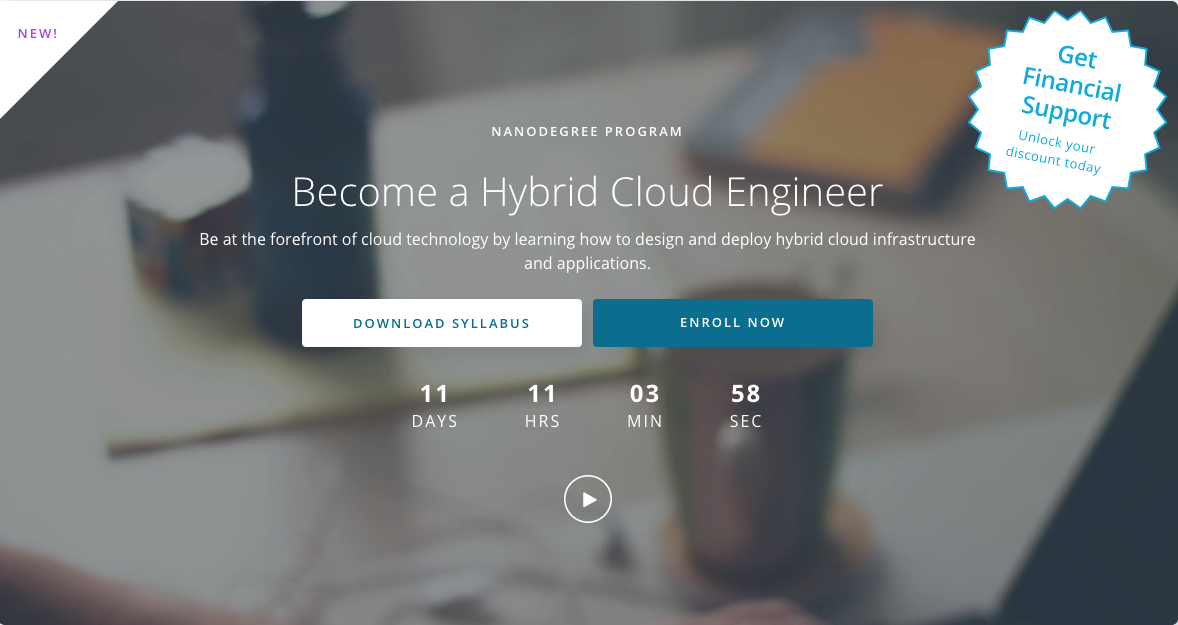 NEW!
Get
Financial
Support
Unlock your
discount today
NANODEGREE PROGRAM
Become a Hybrid Cloud Engineer
Be at the forefront of cloud technology by learning how to design and deploy hybrid cloud infrastructure
and applications.
DOWNLOAD SYLLABUS
ENROLL NOW
11 11 03 58
DAYS HRS MIN SEC